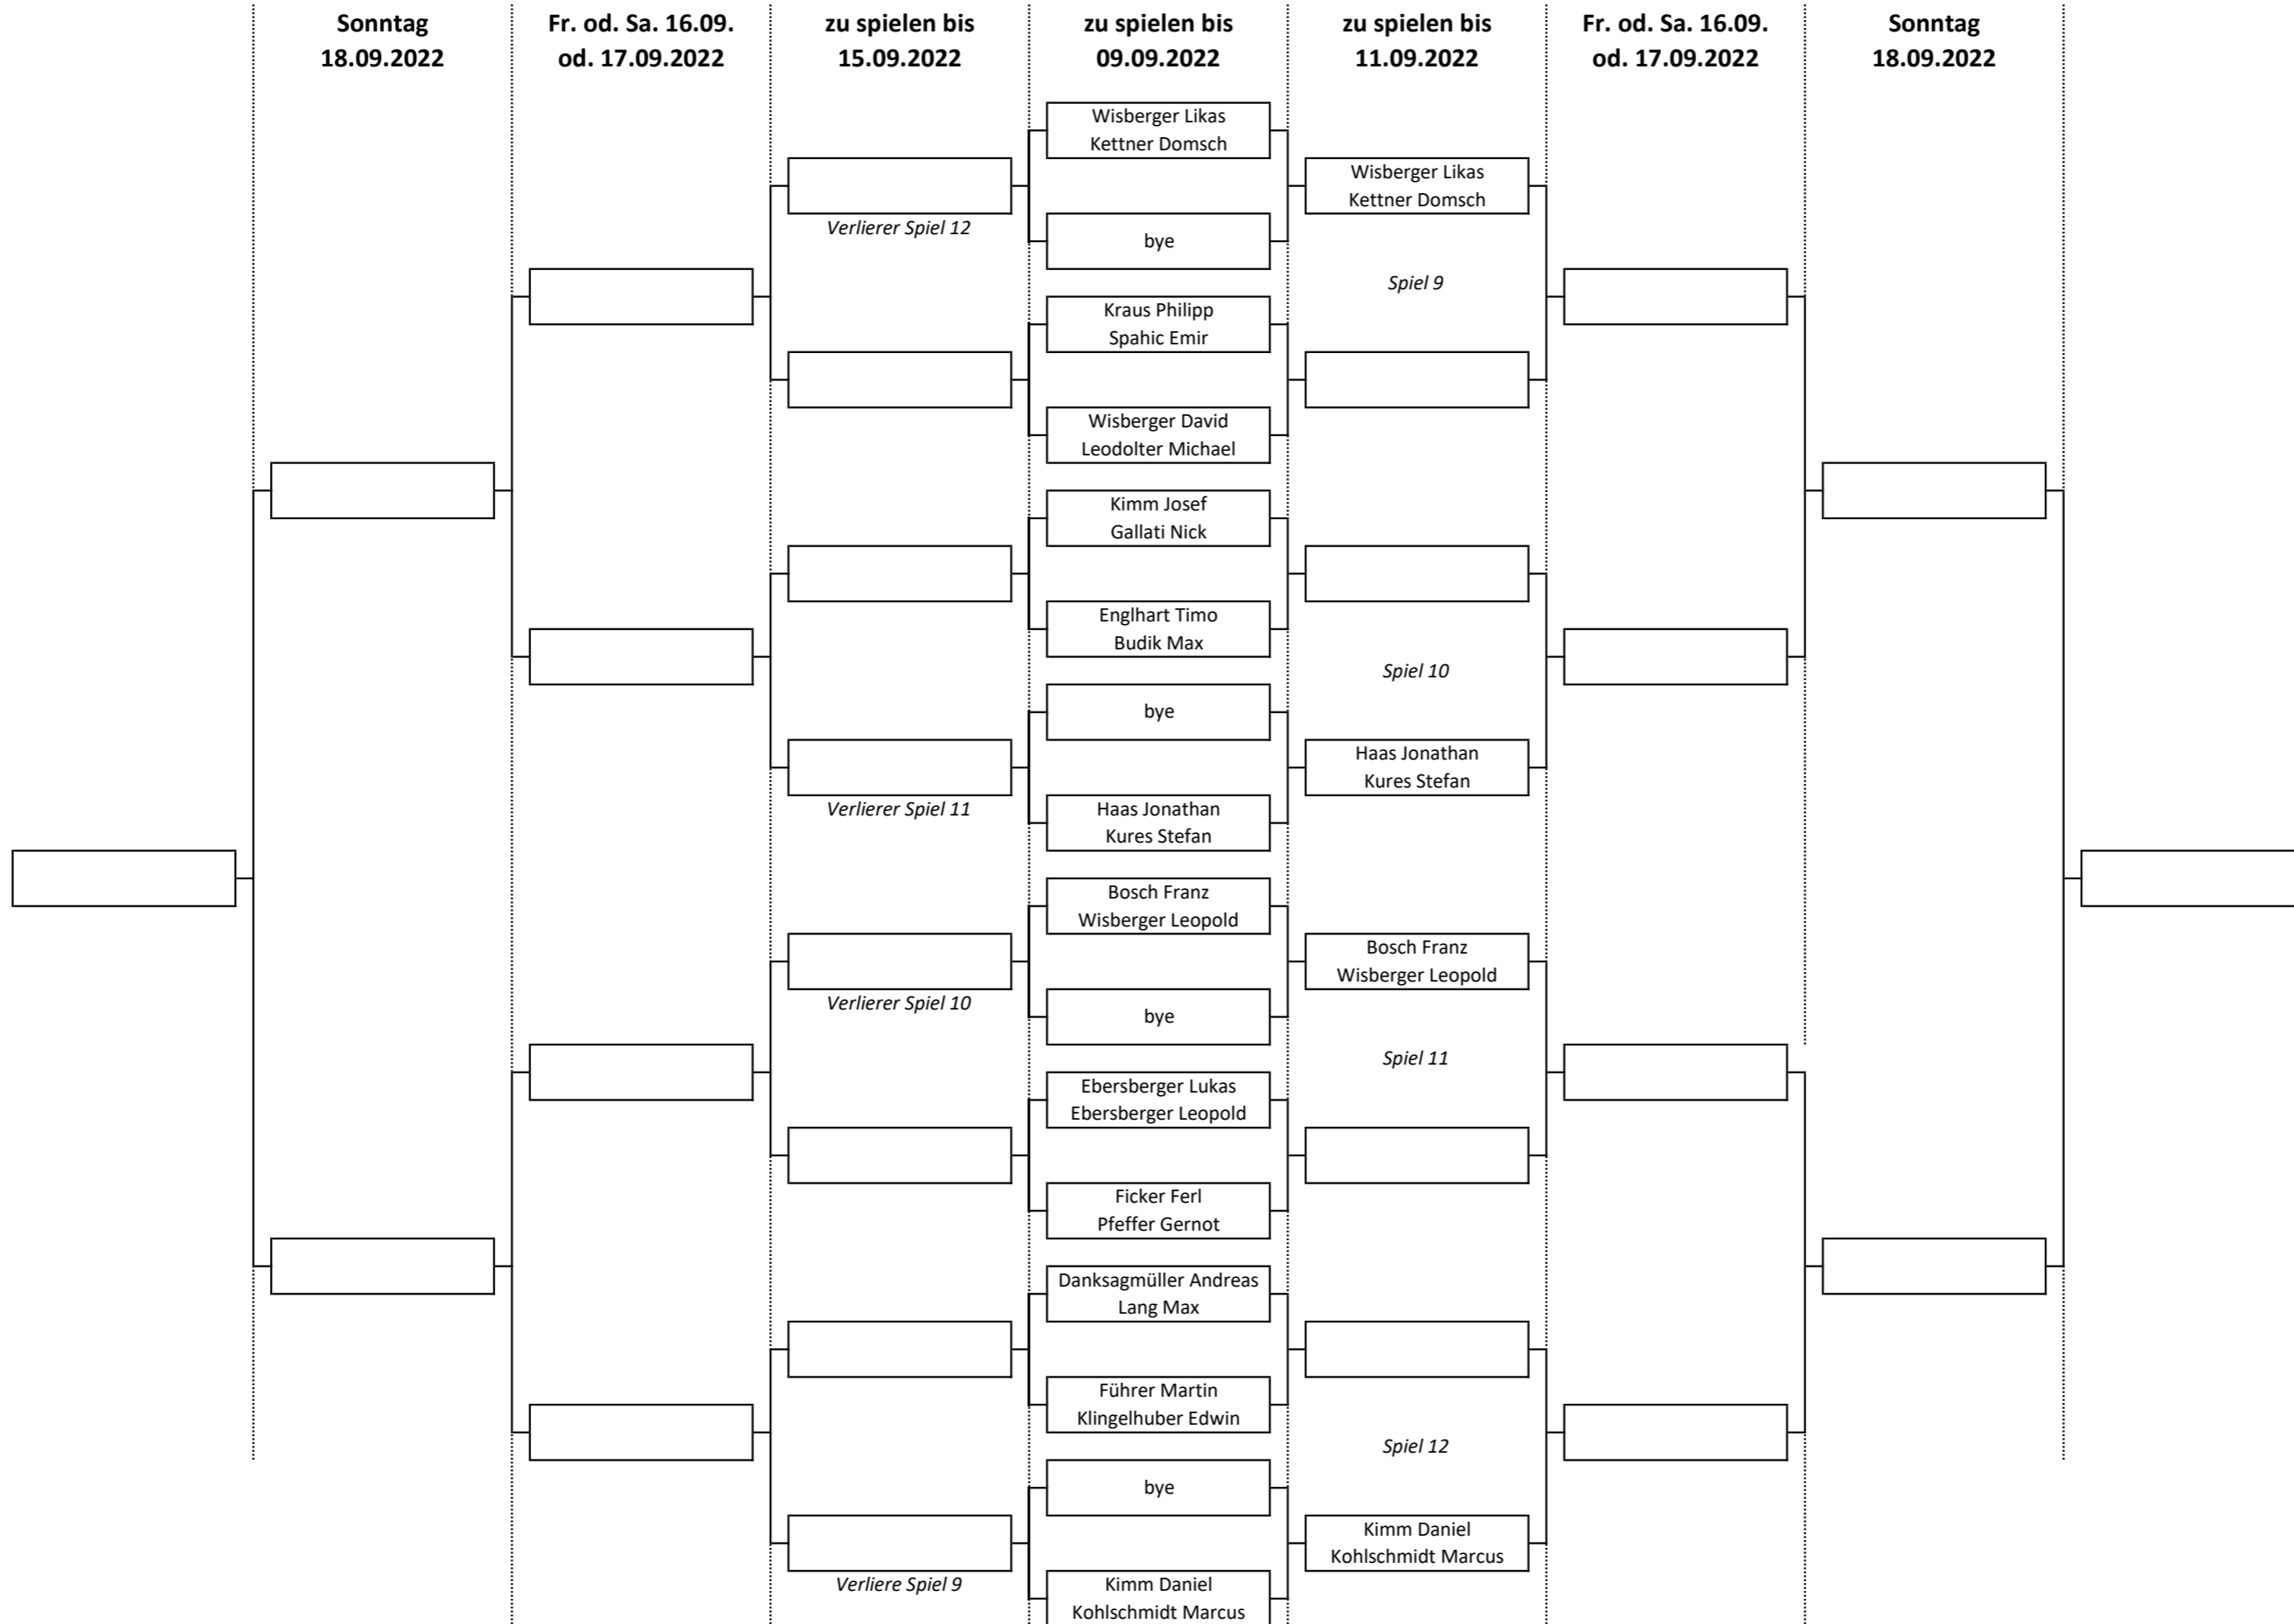 Sonntag
18.09.2022
Fr. od. Sa. 16.09.
od. 17.09.2022
zu spielen bis
15.09.2022
zu spielen bis
09.09.2022
zu spielen bis
11.09.2022
Fr. od. Sa. 16.09.
od. 17.09.2022
Sonntag
18.09.2022
Verlierer Spiel 12
Verlierer Spiel 11
Verlierer Spiel 10
Verliere Spiel 9
Wisberger Likas
Kettner Domsch
bye
Kraus Philipp
Spahic Emir
Wisberger David
Leodolter Michael
Kimm Josef
Gallati Nick
Englhart Timo
Budik Max
bye
Haas Jonathan
Kures Stefan
Bosch Franz
Wisberger Leopold
bye
Ebersberger Lukas
Ebersberger Leopold
Ficker Ferl
Pfeffer Gernot
Danksagmüller Andreas
Lang Max
Führer Martin
Klingelhuber Edwin
bye
Kimm Daniel
Kohlschmidt Marcus
Wisberger Likas
Kettner Domsch
Spiel 9
Spiel 10
Haas Jonathan
Kures Stefan
Bosch Franz
Wisberger Leopold
Spiel 11
Spiel 12
Kimm Daniel
Kohlschmidt Marcus